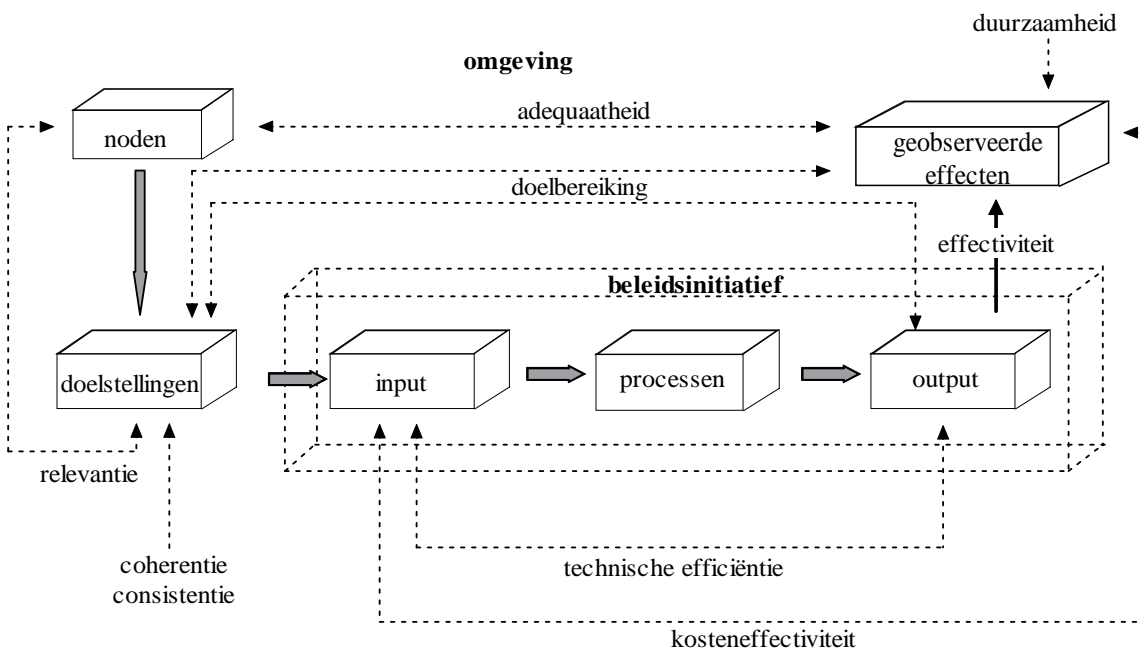 duurzaamheid
omgeving
adequaatheid
noden
geobserveerde
effecten
doelbereiking
effectiviteit
beleidsinitiatief
doelstellingen
input
processen
output
relevantie
coherentie
consistentie
technische efficiëntie
kosteneffectiviteit